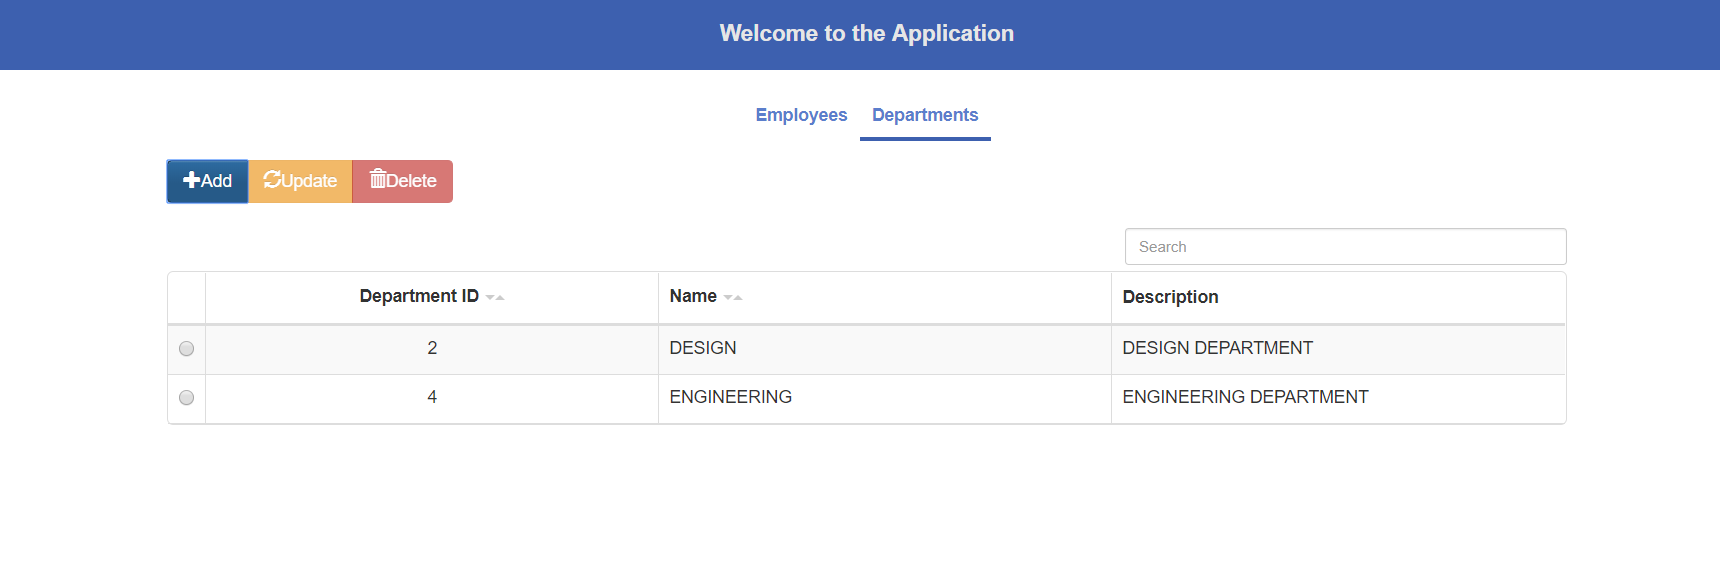 Welcome to the Application
Employees Departments
Add Update Delete
Search
Department ID Name Description
2 DESIGN DESIGN DEPARTMENT
4 ENGINEERING ENGINEERING DEPARTMENT